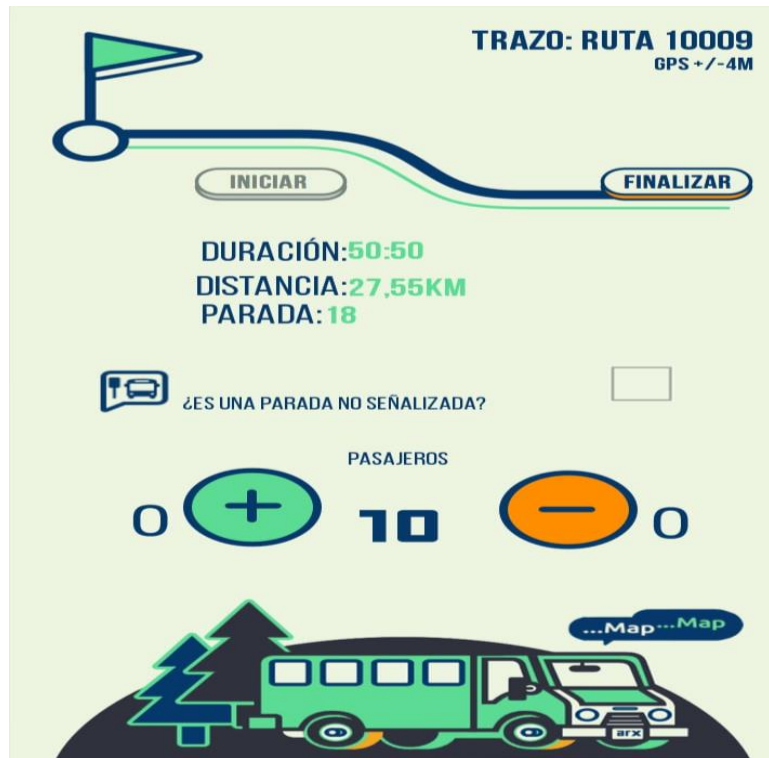 TRAZO: RUTA 10009
GPS +/-4M
INICIAR
FINALIZAR
DURACIÓN:50:50
DISTANCIA:27,55KM
PARADA:18
¿ES UNA PARADA NO SEÑALIZADA?
PASAJEROS
0 + 10 - 0
...Map...Map
arx